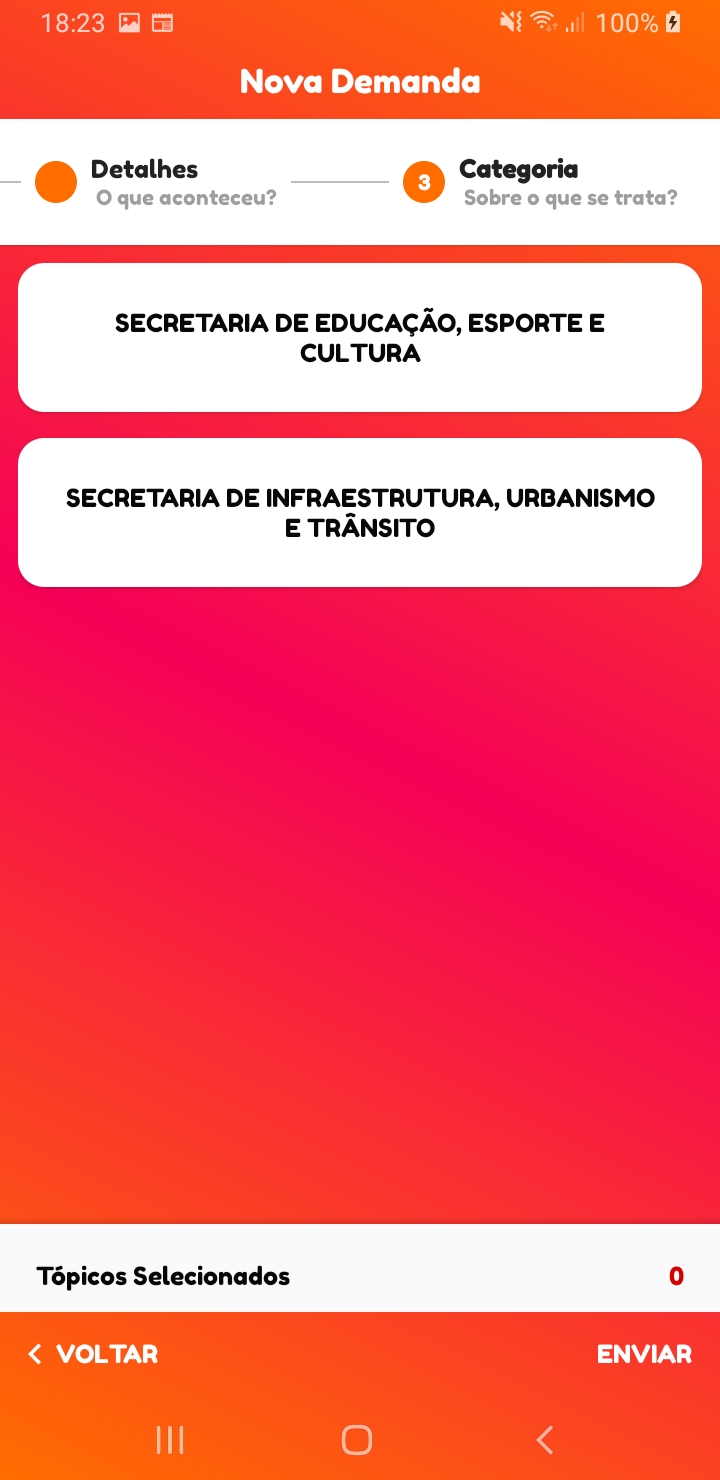 18:23
100%
Nova Demanda
Detalhes
O que aconteceu?
3
Categoria
Sobre o que se trata?
SECRETARIA DE EDUCAÇÃO, ESPORTE E
CULTURA
SECRETARIA DE INFRAESTRUTURA, URBANISMO
E TRÂNSITO
Tópicos Selecionados
0
VOLTAR
ENVIAR